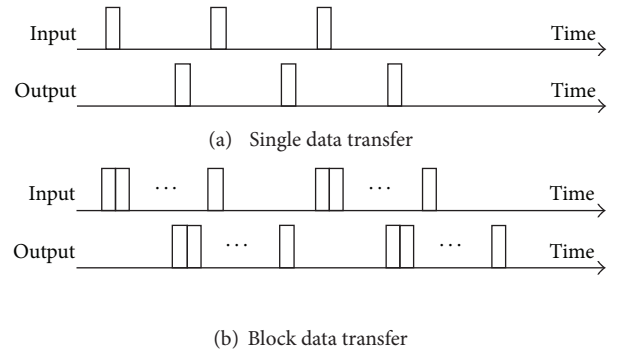 Input Time
Output Time
(a) Single data transfer
Input ... ... Time
Output ... ... Time
(b) Block data transfer